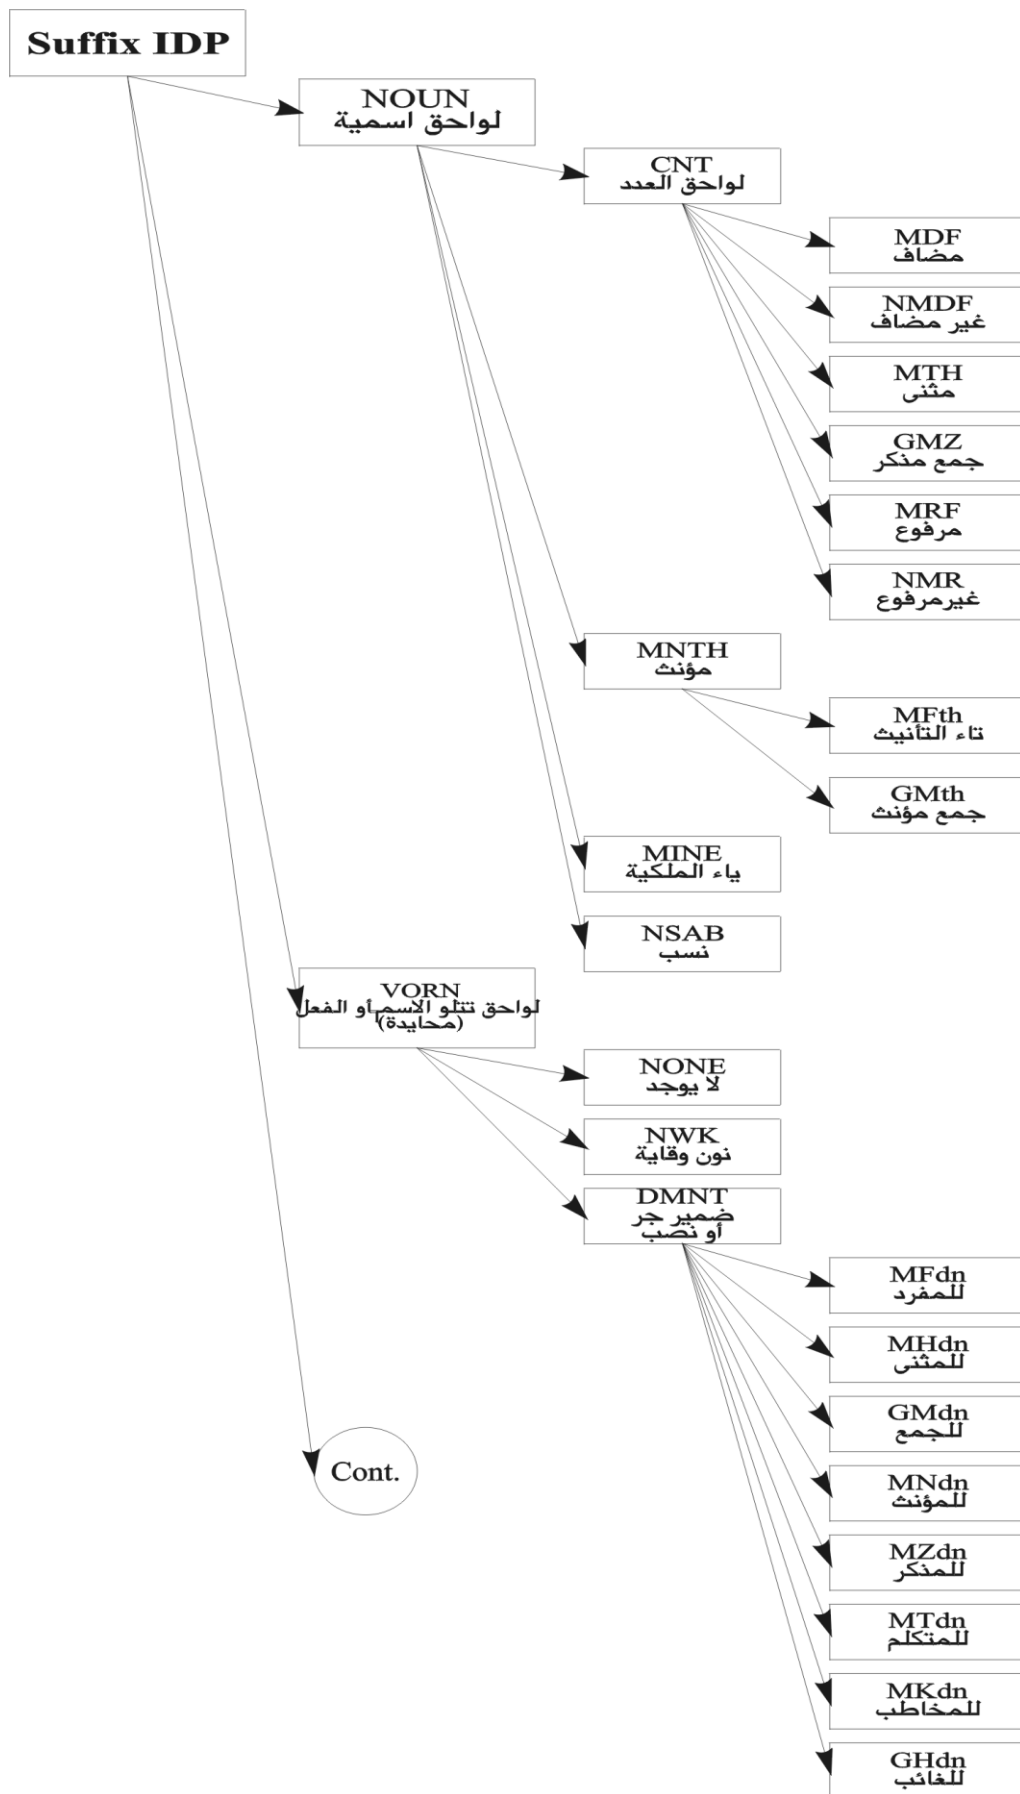 Suffix IDP
NOUN
لواحق اسمية
CNT
لواحق العدد
MDF
مضاف
NMDF
غير مضاف
MTH
مثنى
GMZ
جمع مذكر
MRF
مرفوع
NMR
غيرمرفوع
MNTH
مؤنث
MFth
تاء التأنيث
GMth
جمع مؤنث
MINE
ياء الملكية
NSAB
نسب
VORN
لواحق تتلو الاسم أو الفعل
(محايدة)
NONE
لا يوجد
NWK
نون وقاية
DMNT
ضمير جر
أو نصب
MFdn
للمفرد
MHdn
للمثنى
GMdn
للجمع
MNdn
للمؤنث
MZdn
للمذكر
MTdn
للمتكلم
MKdn
للمخاطب
GHdn
للغائب
Cont.